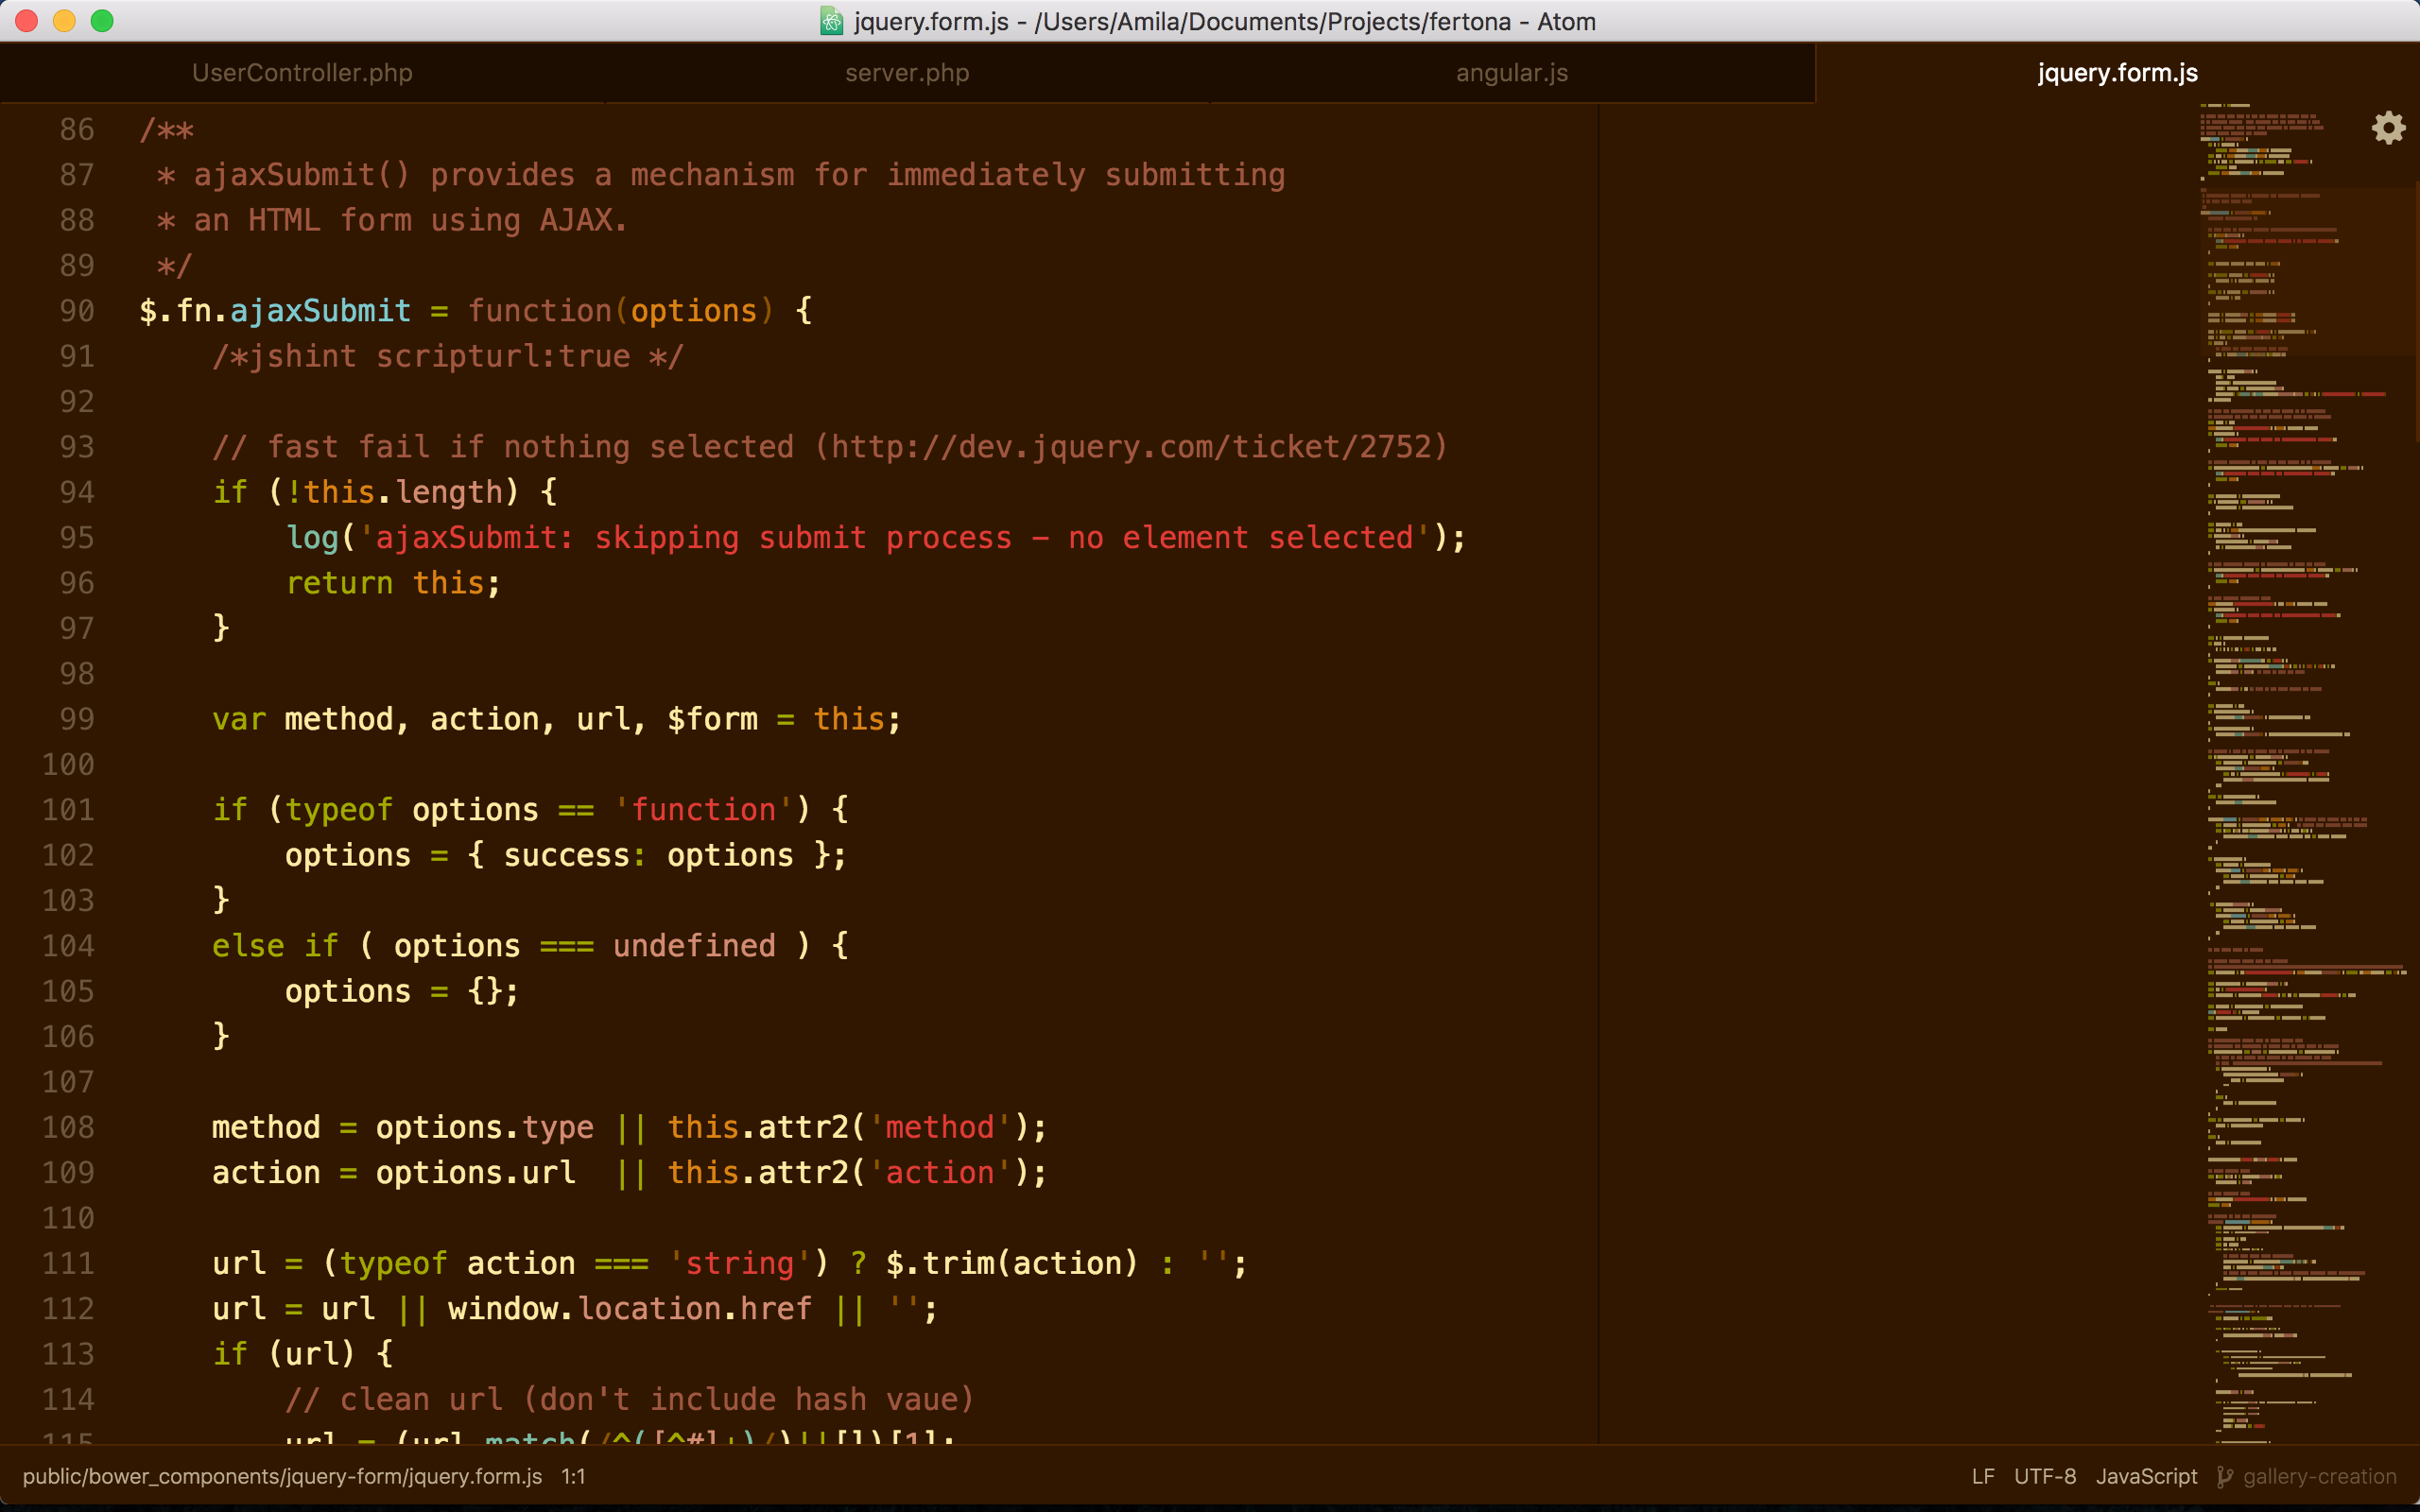 jquery.form.js - /Users/Amila/Documents/Projects/fertona - Atom
UserController.php server.php angular.js jquery.form.js
86 /**
87  * ajaxSubmit() provides a mechanism for immediately submitting
88  * an HTML form using AJAX.
89  */
90 $.fn.ajaxSubmit = function(options) {
91     /*jshint scripturl:true */
92
93     // fast fail if nothing selected (http://dev.jquery.com/ticket/2752)
94     if (!this.length) {
95         log('ajaxSubmit: skipping submit process - no element selected');
96         return this;
97     }
98
99     var method, action, url, $form = this;
100
101     if (typeof options == 'function') {
102         options = { success: options };
103     }
104     else if ( options === undefined ) {
105         options = {};
106     }
107
108     method = options.type || this.attr2('method');
109     action = options.url  || this.attr2('action');
110
111     url = (typeof action === 'string') ? $.trim(action) : '';
112     url = url || window.location.href || '';
113     if (url) {
114         // clean url (don't include hash vaue)
115         url = (url.match(/^([^#]+)/)||[])[1];
public/bower_components/jquery-form/jquery.form.js 1:1 LF UTF-8 JavaScript gallery-creation